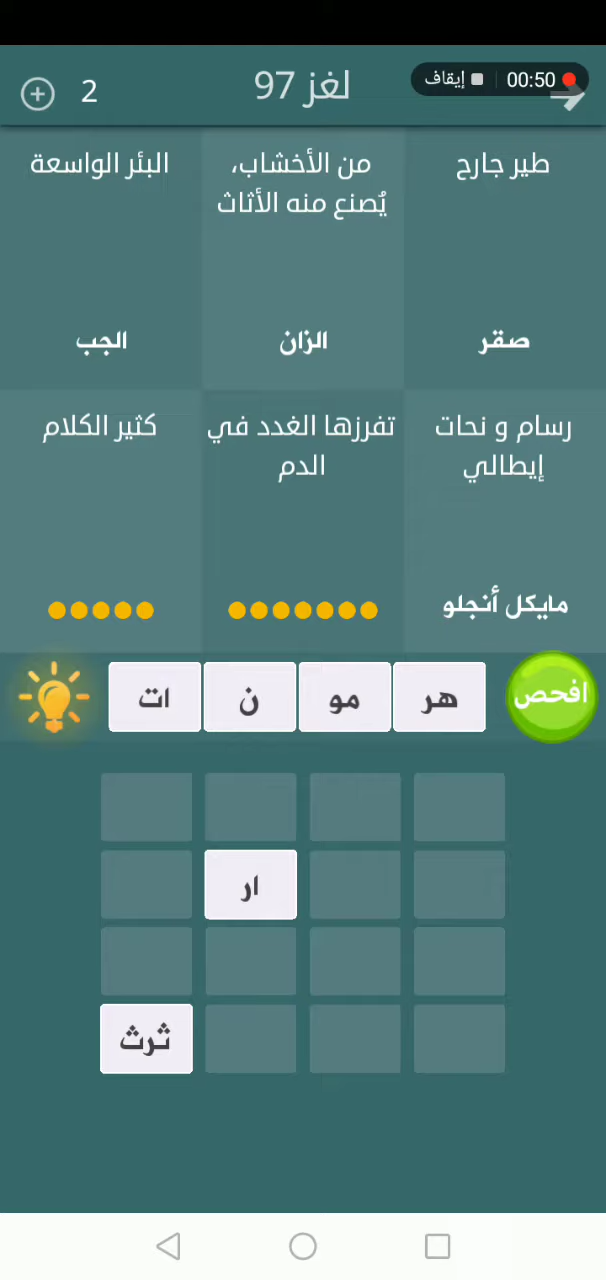 00:50 إيقاف
لغز 97
2
طير جارح
من الأخشاب،
يُصنع منه الأثاث
البئر الواسعة
صقر
الزان
الجب
رسام و نحات
إيطالي
تفرزها الغدد في
الدم
كثير الكلام
مايكل أنجلو
افحص
هر
مو
ن
ات
ار
ثرث